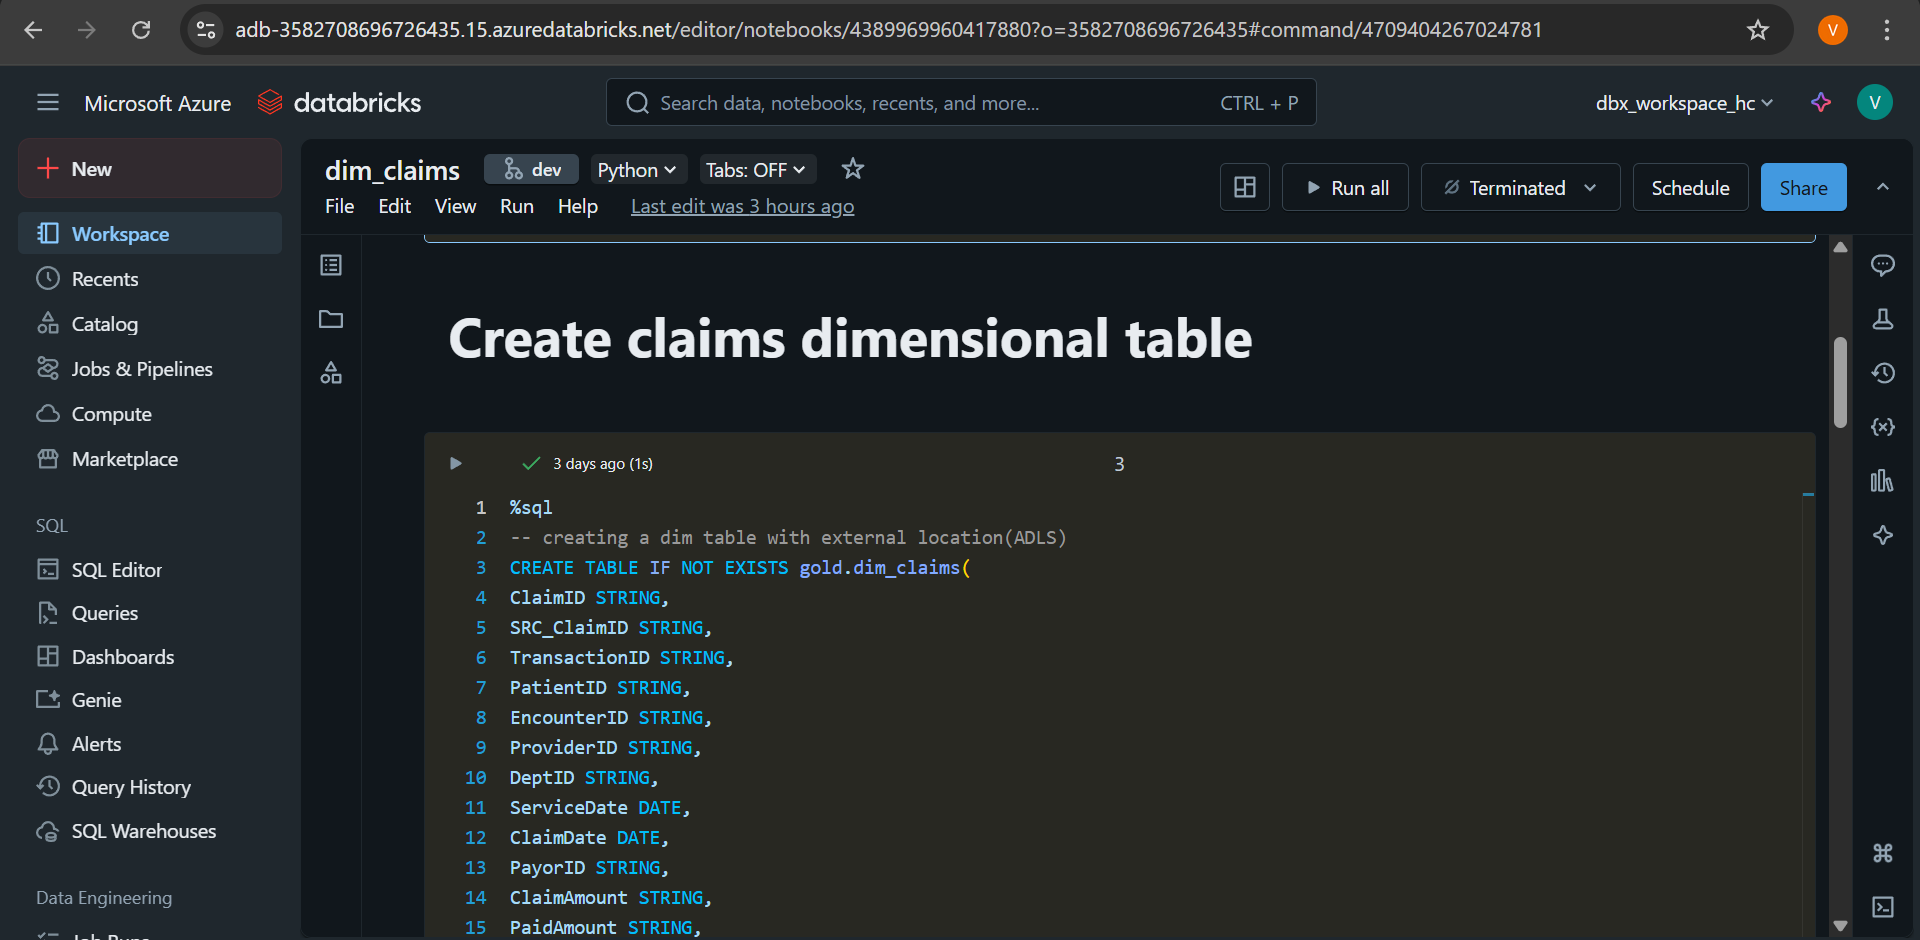 adb-3582708696726435.15.azuredatabricks.net/editor/notebooks/4389969960417880?o=3582708696726435#command/4709404267024781
V
Microsoft Azure databricks
Search data, notebooks, recents, and more... CTRL + P
dbx_workspace_hc
V
New
Workspace
Recents
Catalog
Jobs & Pipelines
Compute
Marketplace
SQL
SQL Editor
Queries
Dashboards
Genie
Alerts
Query History
SQL Warehouses
Data Engineering
Job Runs
dim_claims dev Python Tabs: OFF
File Edit View Run Help Last edit was 3 hours ago
Run all Terminated Schedule Share
Create claims dimensional table
3 days ago (1s) 3
1 %sql
2 -- creating a dim table with external location(ADLS)
3 CREATE TABLE IF NOT EXISTS gold.dim_claims(
4 ClaimID STRING,
5 SRC_ClaimID STRING,
6 TransactionID STRING,
7 PatientID STRING,
8 EncounterID STRING,
9 ProviderID STRING,
10 DeptID STRING,
11 ServiceDate DATE,
12 ClaimDate DATE,
13 PayorID STRING,
14 ClaimAmount STRING,
15 PaidAmount STRING,